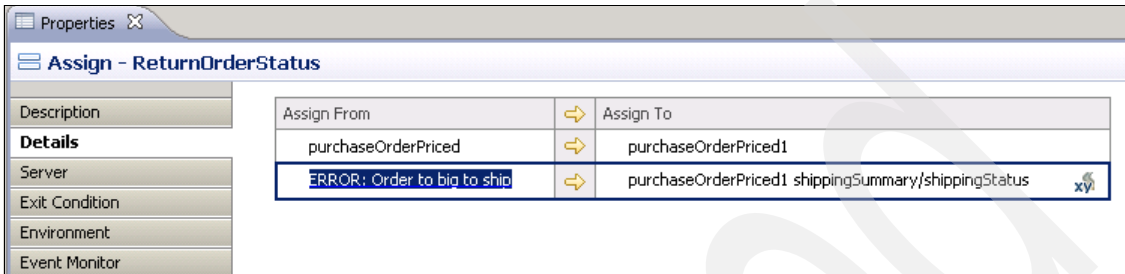 Properties
Assign - ReturnOrderStatus
Description
Details
Server
Exit Condition
Environment
Event Monitor
Assign From Assign To
purchaseOrderPriced purchaseOrderPriced1
ERROR: Order to big to ship purchaseOrderPriced1 shippingSummary/shippingStatus xy